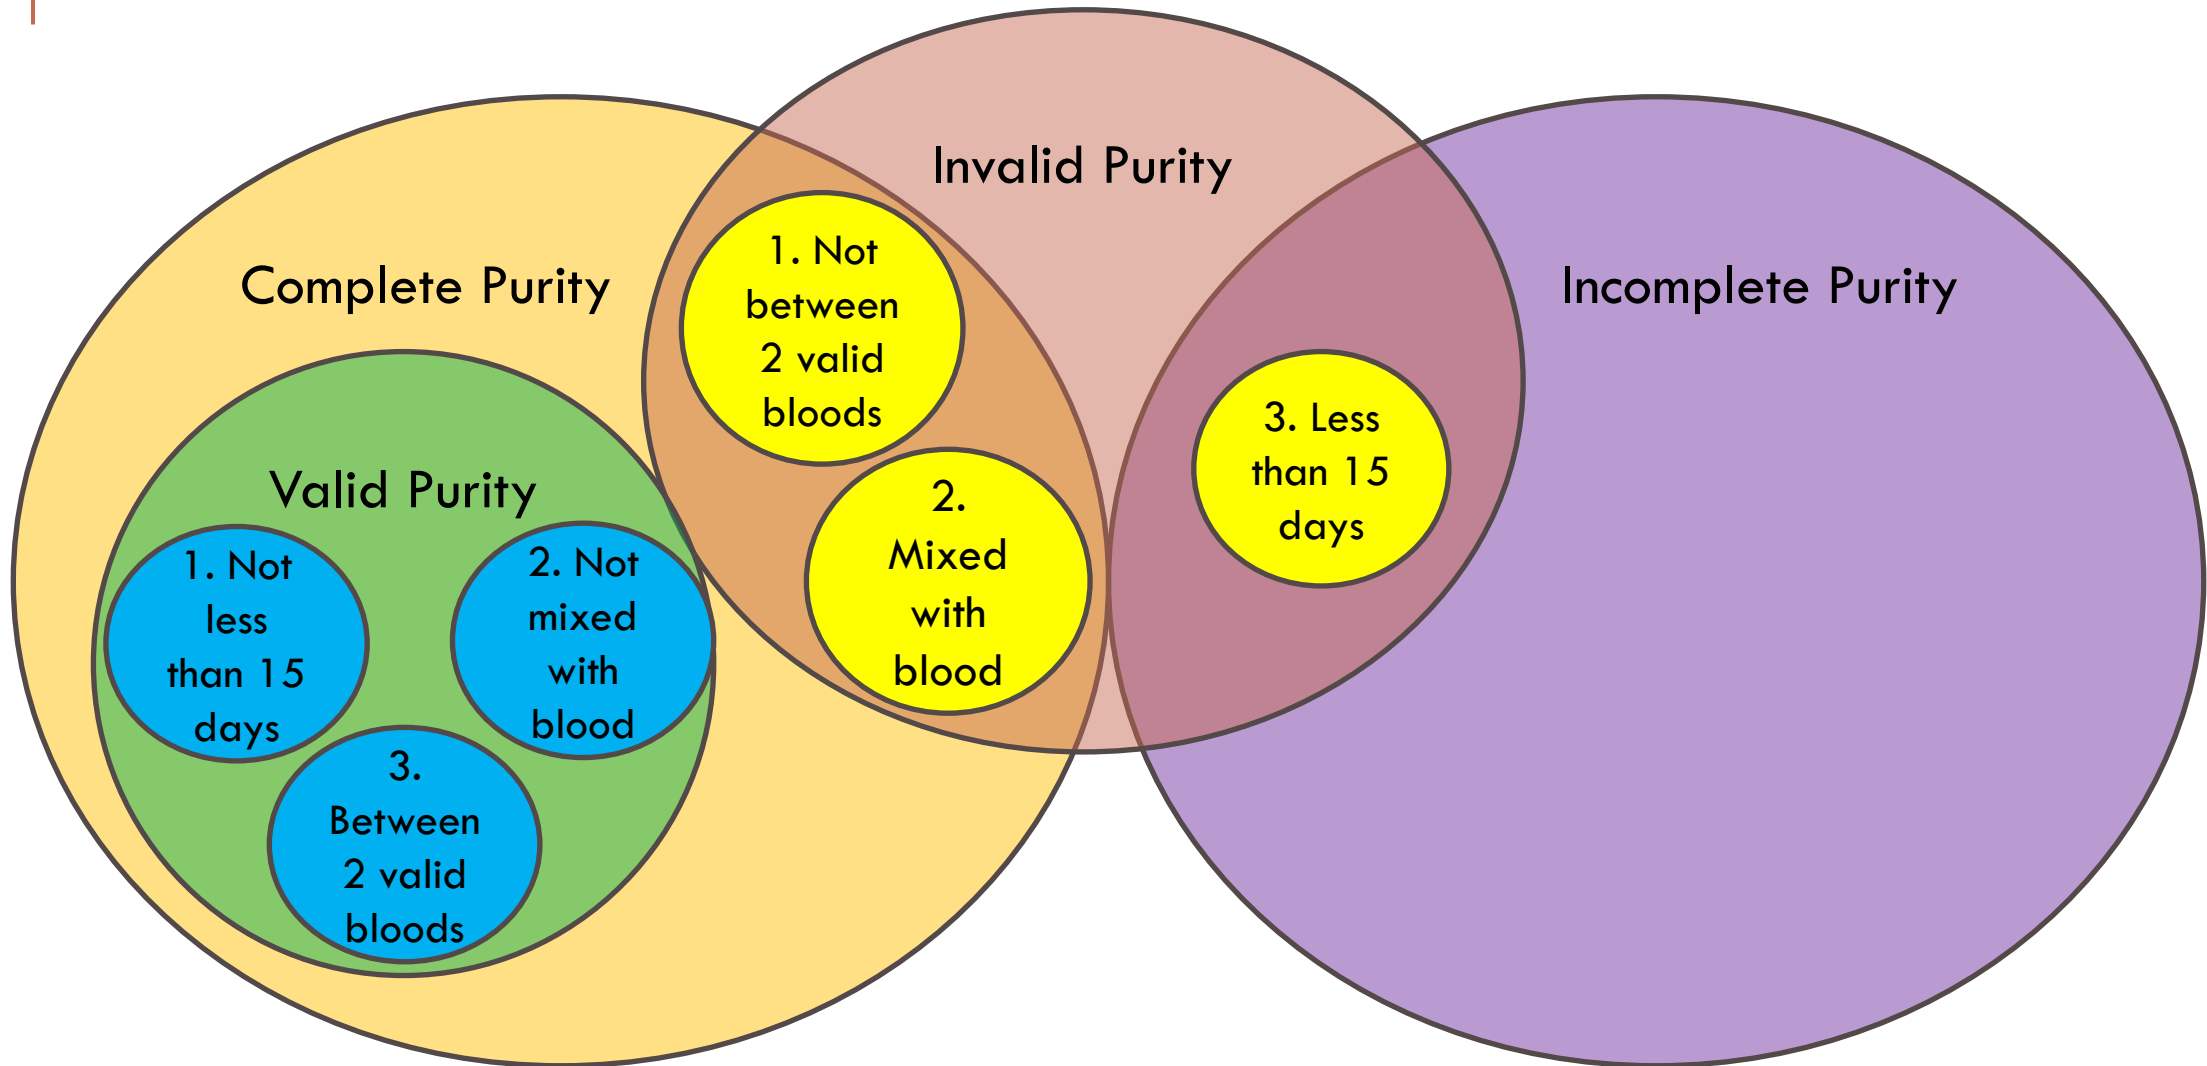 Invalid Purity
Complete Purity
Incomplete Purity
1. Not
between
2 valid
bloods
2.
Mixed
with
blood
3. Less
than 15
days
Valid Purity
1. Not
less
than 15
days
2. Not
mixed
with
blood
3.
Between
2 valid
bloods